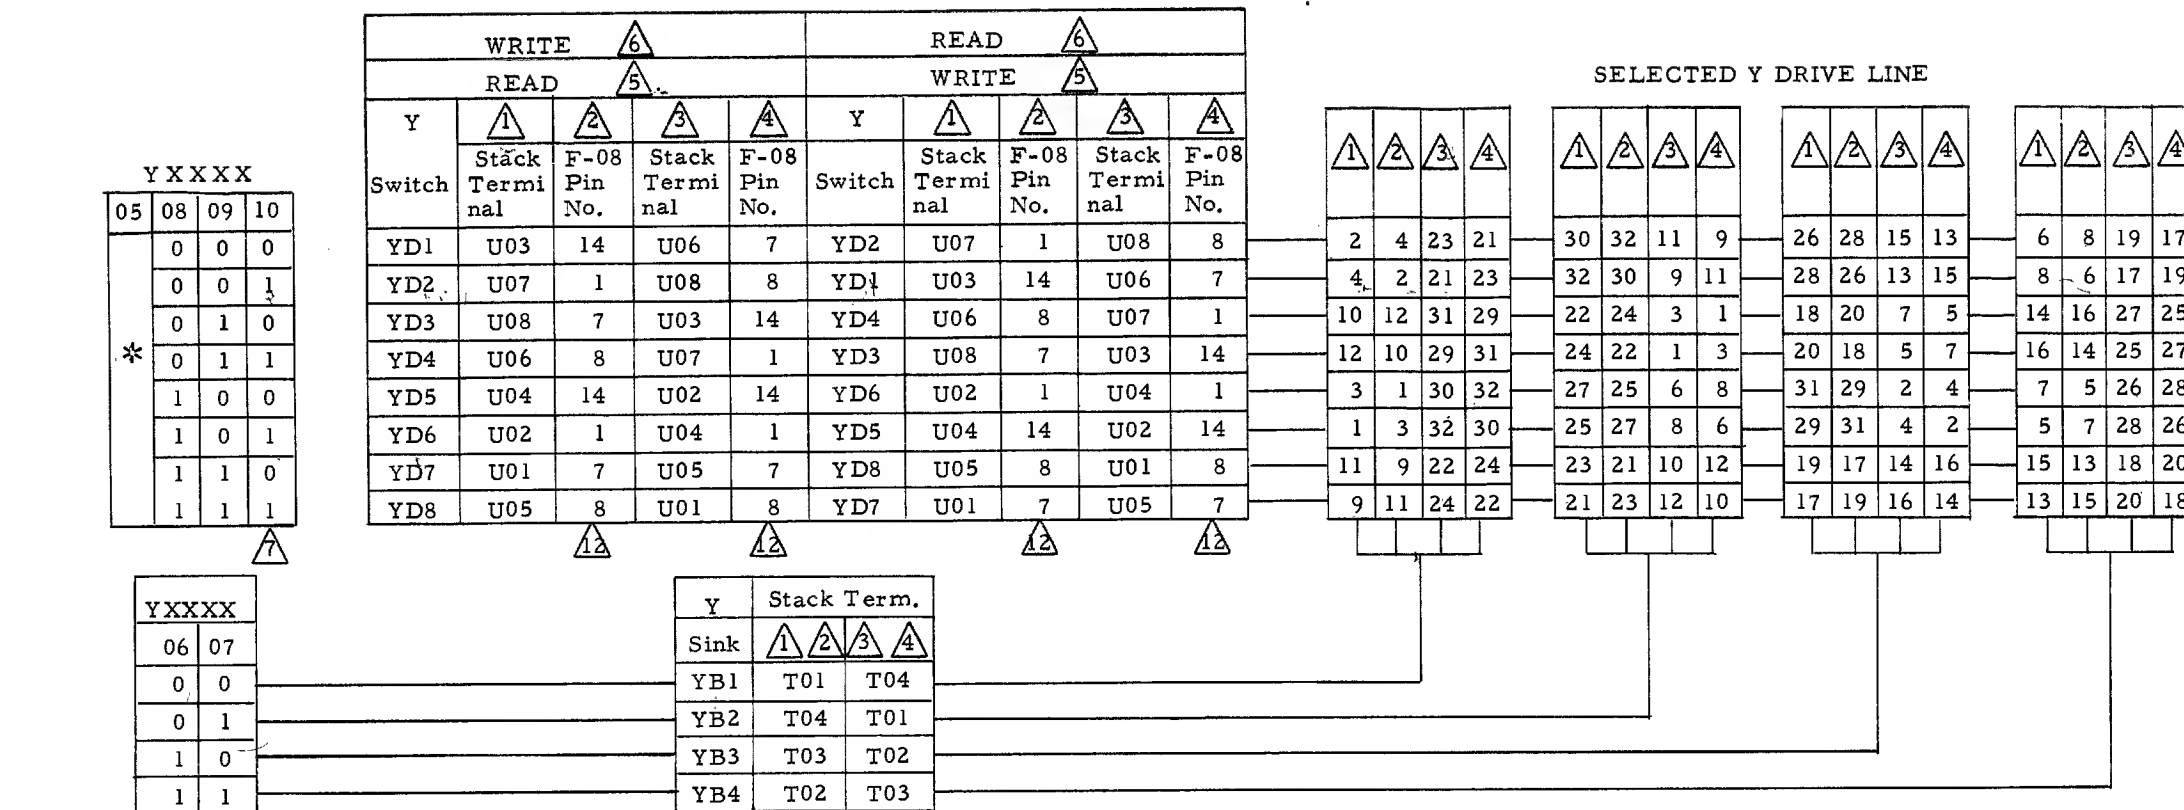 WRITE 6 READ 6
READ 5 WRITE 5
SELECTED Y DRIVE LINE
Y 1 2 3 4 Y 1 2 3 4
1 2 3 4 1 2 3 4 1 2 3 4 1 2 3 4
Switch Stack Terminal F-08 Pin No. Stack Terminal F-08 Pin No. Switch Stack Terminal F-08 Pin No. Stack Terminal F-08 Pin No.
YXXXX
05 08 09 10
0 0 0 YD1 U03 14 U06 7 YD2 U07 1 U08 8 2 4 23 21 30 32 11 9 26 28 15 13 6 8 19 17
0 0 1 YD2 U07 1 U08 8 YD1 U03 14 U06 7 4 2 21 23 32 30 9 11 28 26 13 15 8 6 17 19
0 1 0 YD3 U08 7 U03 14 YD4 U06 8 U07 1 10 12 31 29 22 24 3 1 18 20 7 5 14 16 27 25
* 0 1 1 YD4 U06 8 U07 1 YD3 U08 7 U03 14 12 10 29 31 24 22 1 3 20 18 5 7 16 14 25 27
1 0 0 YD5 U04 14 U02 14 YD6 U02 1 U04 1 3 1 30 32 27 25 6 8 31 29 2 4 7 5 26 28
1 0 1 YD6 U02 1 U04 1 YD5 U04 14 U02 14 1 3 32 30 25 27 8 6 29 31 4 2 5 7 28 26
1 1 0 YD7 U01 7 U05 7 YD8 U05 8 U01 8 11 9 22 24 23 21 10 12 19 17 14 16 15 13 18 20
1 1 1 YD8 U05 8 U01 8 YD7 U01 7 U05 7 9 11 24 22 21 23 12 10 17 19 16 14 13 15 20 18
7 12 12 12 12
YXXXX Y Stack Term.
06 07 Sink 1 2 3 4
0 0 YB1 T01 T04
0 1 YB2 T04 T01
1 0 YB3 T03 T02
1 1 YB4 T02 T03